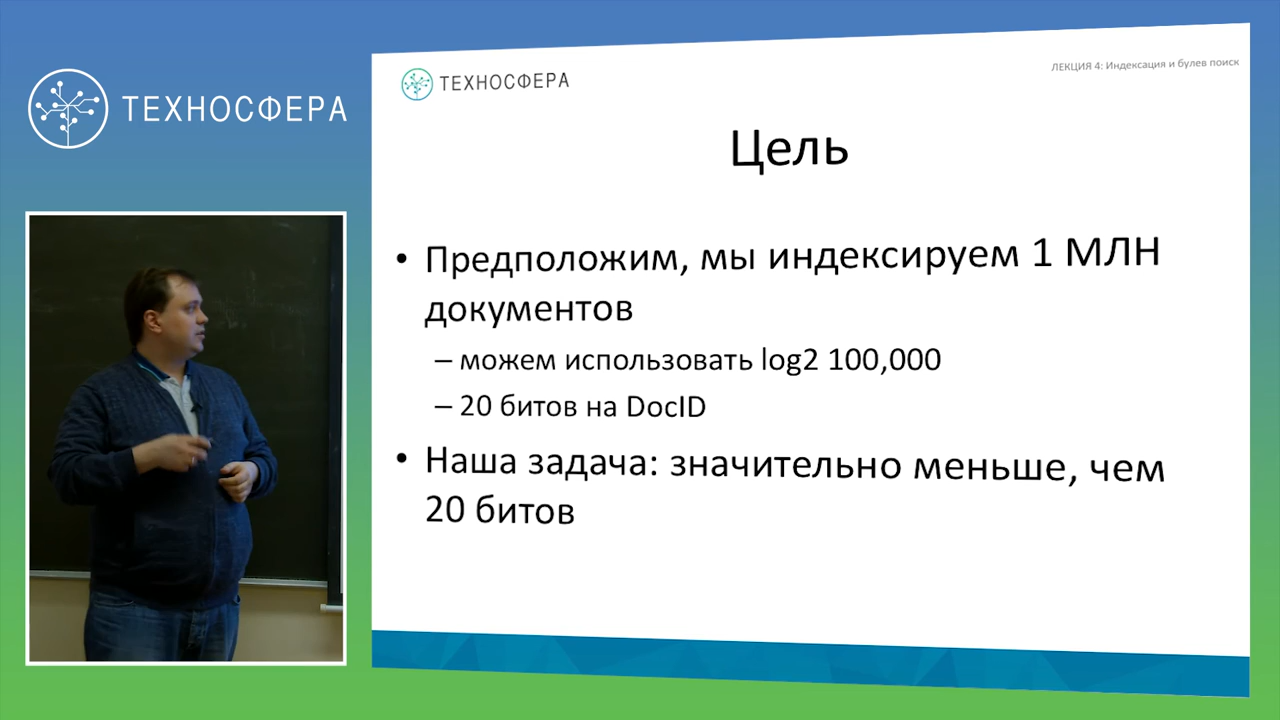 ТЕХНОСФЕРА
ТЕХНОСФЕРА
ЛЕКЦИЯ 4: Индексация и булев поиск
Цель
• Предположим, мы индексируем 1 МЛН
документов
– можем использовать log2 100,000
– 20 битов на DocID
• Наша задача: значительно меньше, чем
20 битов